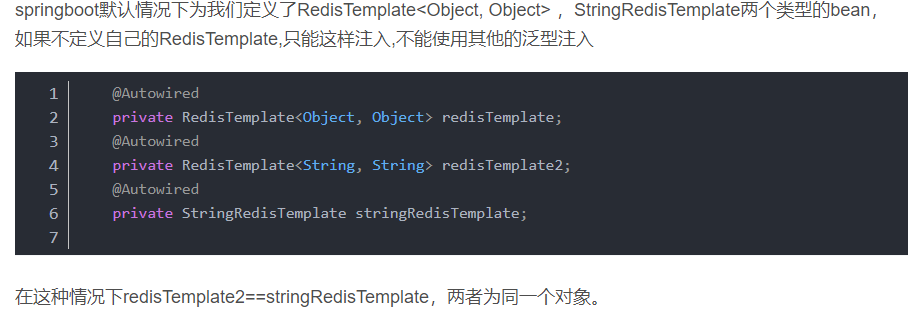 springboot默认情况下为我们定义了RedisTemplate<Object, Object> ，StringRedisTemplate两个类型的bean，
如果不定义自己的RedisTemplate,只能这样注入,不能使用其他的泛型注入
1 @Autowired
2 private RedisTemplate<Object, Object> redisTemplate;
3 @Autowired
4 private RedisTemplate<String, String> redisTemplate2;
5 @Autowired
6 private StringRedisTemplate stringRedisTemplate;
7
在这种情况下redisTemplate2==stringRedisTemplate，两者为同一个对象。